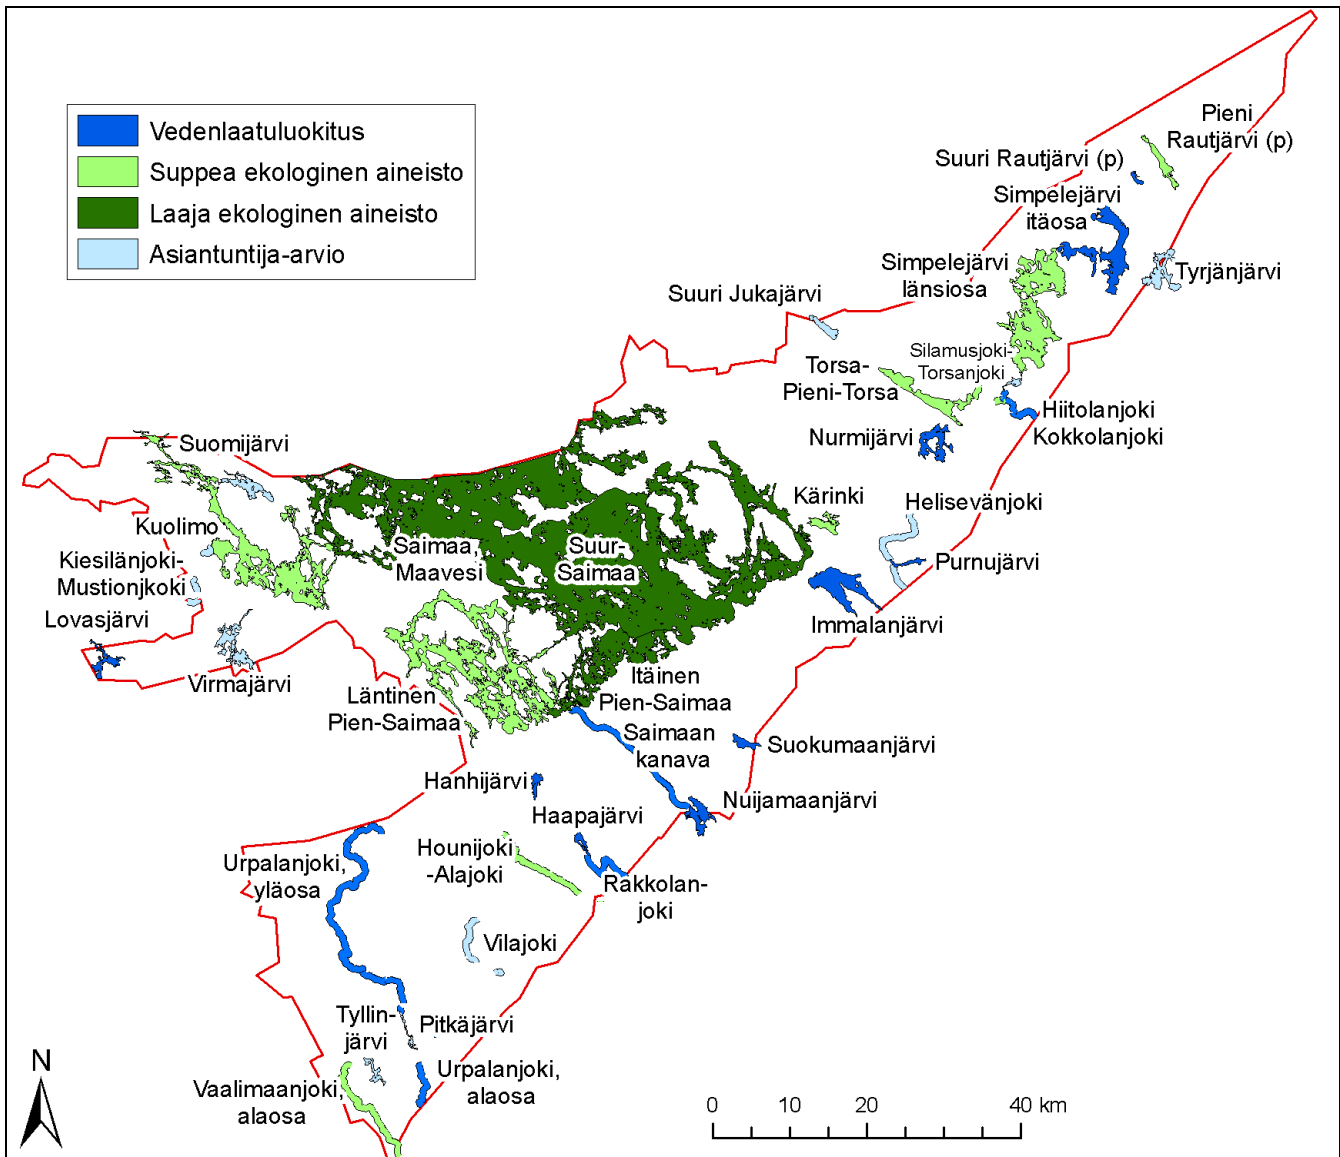 Vedenlaatuluokitus
Suppea ekologinen aineisto
Laaja ekologinen aineisto
Asiantuntija-arvio
Pieni
Rautjärvi (p)
Suuri Rautjärvi (p)
Simpelejärvi
itäosa
Simpelejärvi
länsiosa
Tyrjänjärvi
Suuri Jukajärvi
Silamusjoki-
Torsanjoki
Torsa-
Pieni-Torsa
Hiitolanjoki
Kokkolanjoki
Nurmijärvi
Suomijärvi
Kärinki
Helisevänjoki
Kuolimo
Saimaa,
Maavesi
Suur-
Saimaa
Kiesilänjoki-
Mustionjkoki
Purnujärvi
Lovasjärvi
Immalanjärvi
Virmajärvi
Läntinen
Pien-Saimaa
Itäinen
Pien-Saimaa
Saimaan
kanava
Suokumaanjärvi
Hanhijärvi
Nuijamaanjärvi
Haapajärvi
Hounijoki
-Alajoki
Urpalanjoki,
yläosa
Rakkolan-
joki
Vilajoki
Tyllin-
järvi
Pitkäjärvi
Urpalanjoki,
alaosa
Vaalimaanjoki,
alaosa
N
0 10 20 40 km